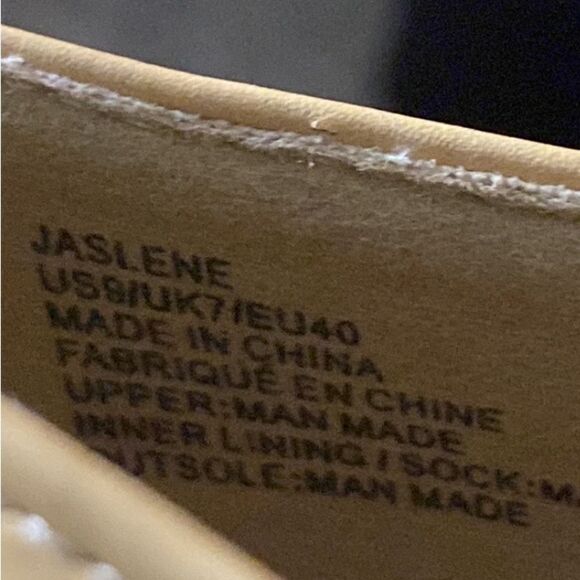 JASLENE
US9/UK7/EU40
MADE IN CHINA
FABRIQUÉ EN CHINE
UPPER:MAN MADE
INNER LINING / SOCK:
OUTSOLE:MAN MADE